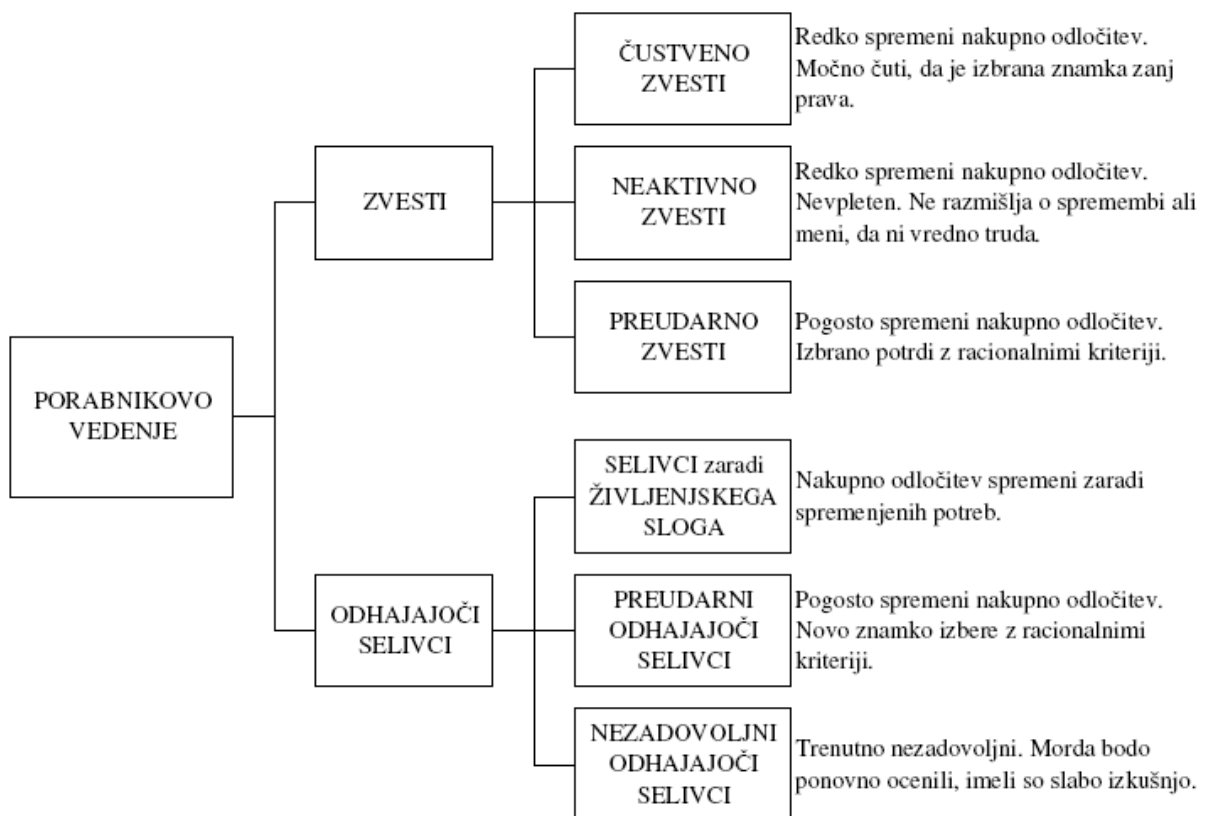 PORABNIKOVO
VEDENJE
ZVESTI
ČUSTVENO
ZVESTI
Redko spremeni nakupno odločitev.
Močno čuti, da je izbrana znamka zanj
prava.
NEAKTIVNO
ZVESTI
Redko spremeni nakupno odločitev.
Nevpleten. Ne razmišlja o spremembi ali
meni, da ni vredno truda.
PREUDARNO
ZVESTI
Pogosto spremeni nakupno odločitev.
Izbrano potrdi z racionalnimi kriteriji.
ODHAJAJOČI
SELIVCI
SELIVCI zaradi
ŽIVLJENJSKEGA
SLOGA
Nakupno odločitev spremeni zaradi
spremenjenih potreb.
PREUDARNI
ODHAJAJOČI
SELIVCI
Pogosto spremeni nakupno odločitev.
Novo znamko izbere z racionalnimi
kriteriji.
NEZADOVOLJNI
ODHAJAJOČI
SELIVCI
Trenutno nezadovoljni. Morda bodo
ponovno ocenili, imeli so slabo izkušnjo.